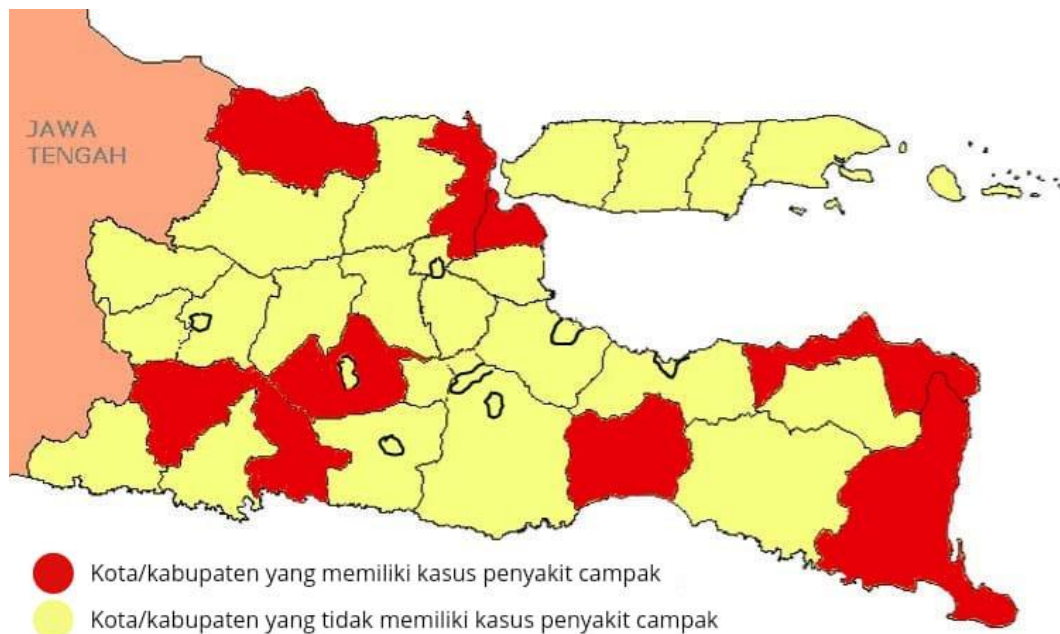 JAWA
TENGAH
Kota/kabupaten yang memiliki kasus penyakit campak
Kota/kabupaten yang tidak memiliki kasus penyakit campak